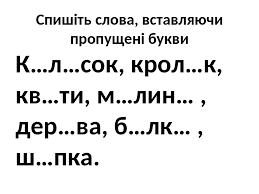 Спишіть слова, вставляючи
пропущені букви
К…л…сок, крол…к,
кв…ти, м…лин… ,
дер…ва, б…лк… ,
ш…пка.